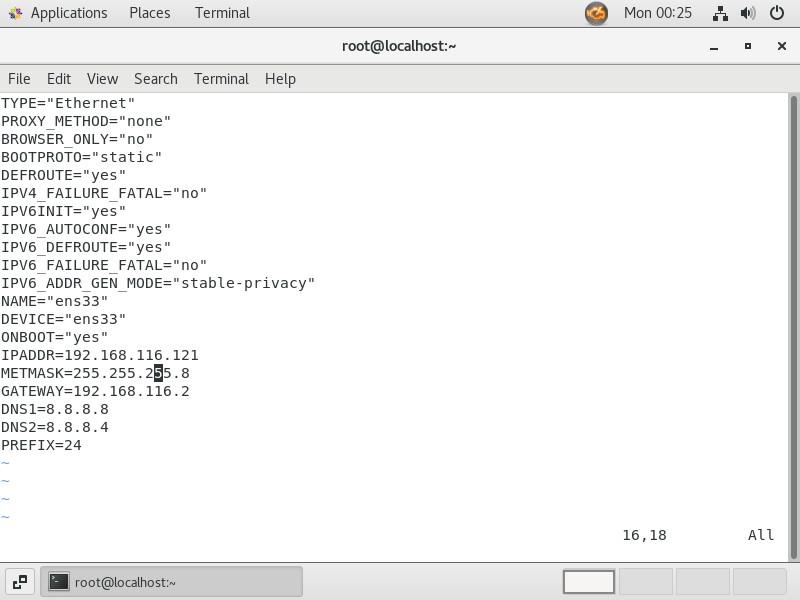 Applications Places Terminal Mon 00:25
root@localhost:~
File Edit View Search Terminal Help
TYPE="Ethernet"
PROXY_METHOD="none"
BROWSER_ONLY="no"
BOOTPROTO="static"
DEFROUTE="yes"
IPV4_FAILURE_FATAL="no"
IPV6INIT="yes"
IPV6_AUTOCONF="yes"
IPV6_DEFROUTE="yes"
IPV6_FAILURE_FATAL="no"
IPV6_ADDR_GEN_MODE="stable-privacy"
NAME="ens33"
DEVICE="ens33"
ONBOOT="yes"
IPADDR=192.168.116.121
METMASK=255.255.255.8
GATEWAY=192.168.116.2
DNS1=8.8.8.8
DNS2=8.8.8.4
PREFIX=24
~
~
~
~
16,18 All
root@localhost:~